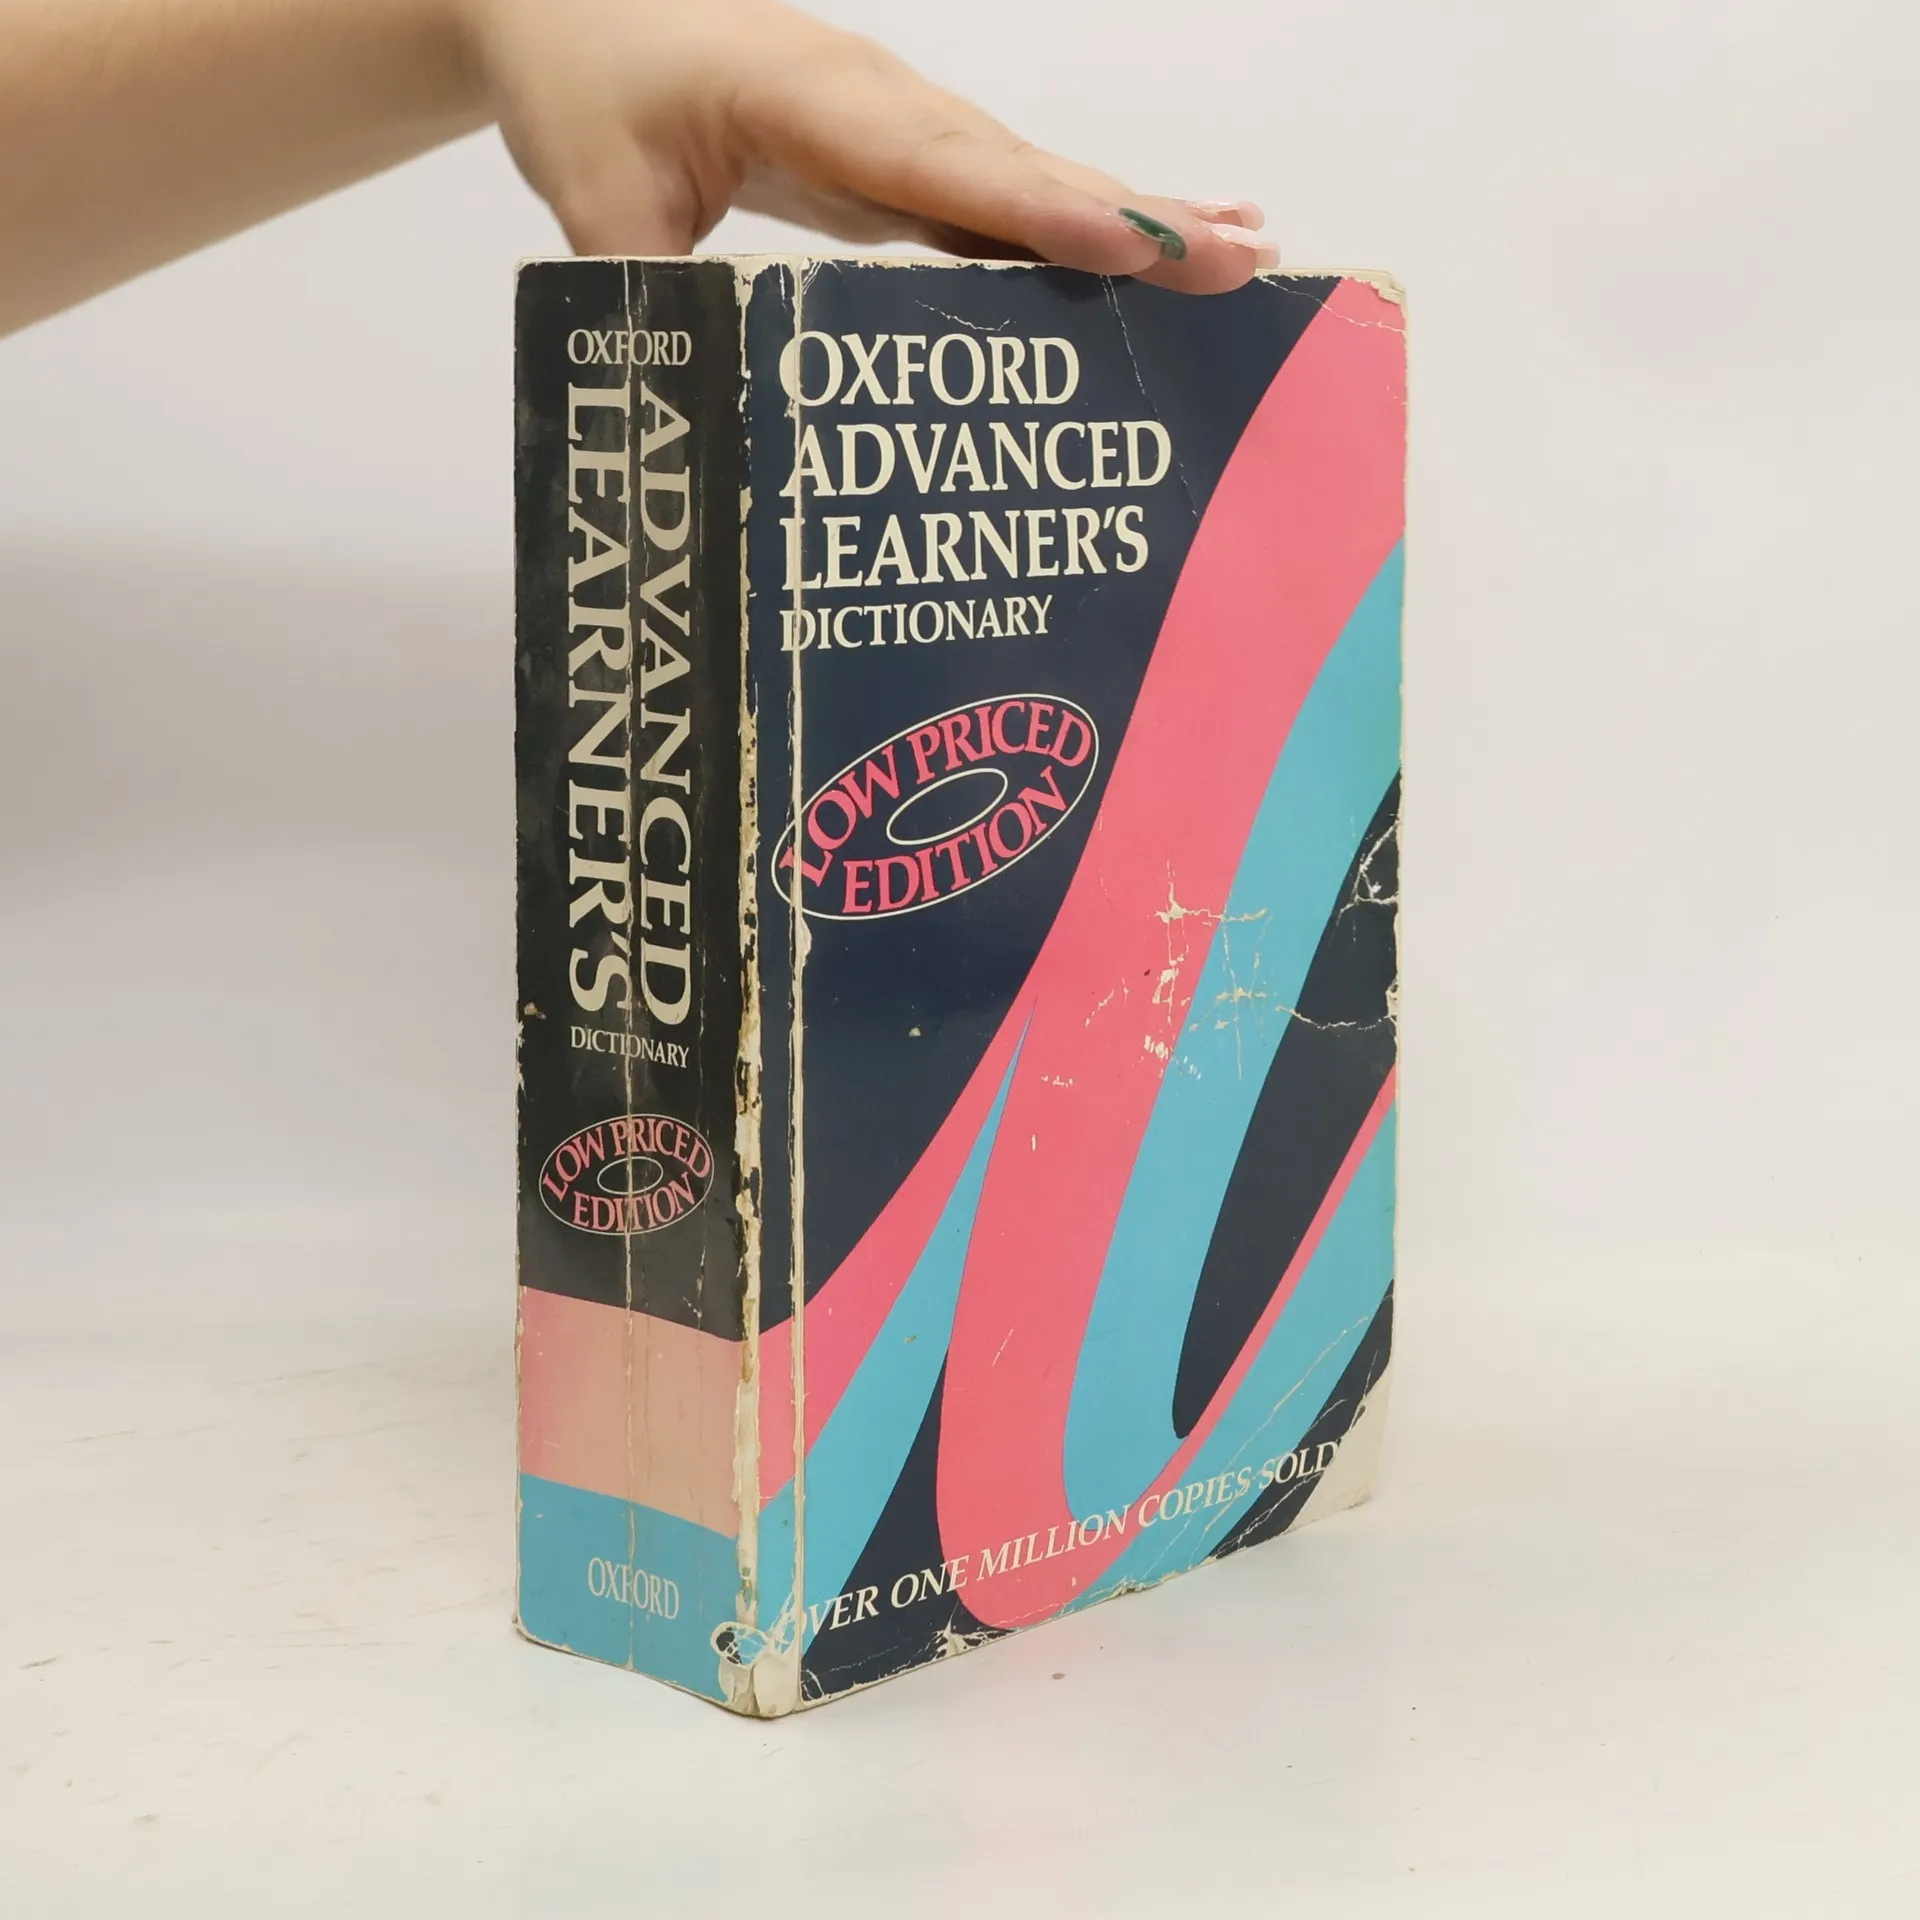 OXFORD
ADVANCED
LEARNER'S
DICTIONARY
LOW PRICED
EDITION
OXFORD
OXFORD
ADVANCED
LEARNER'S
DICTIONARY
LOW PRICED
EDITION
OVER ONE MILLION COPIES SOLD